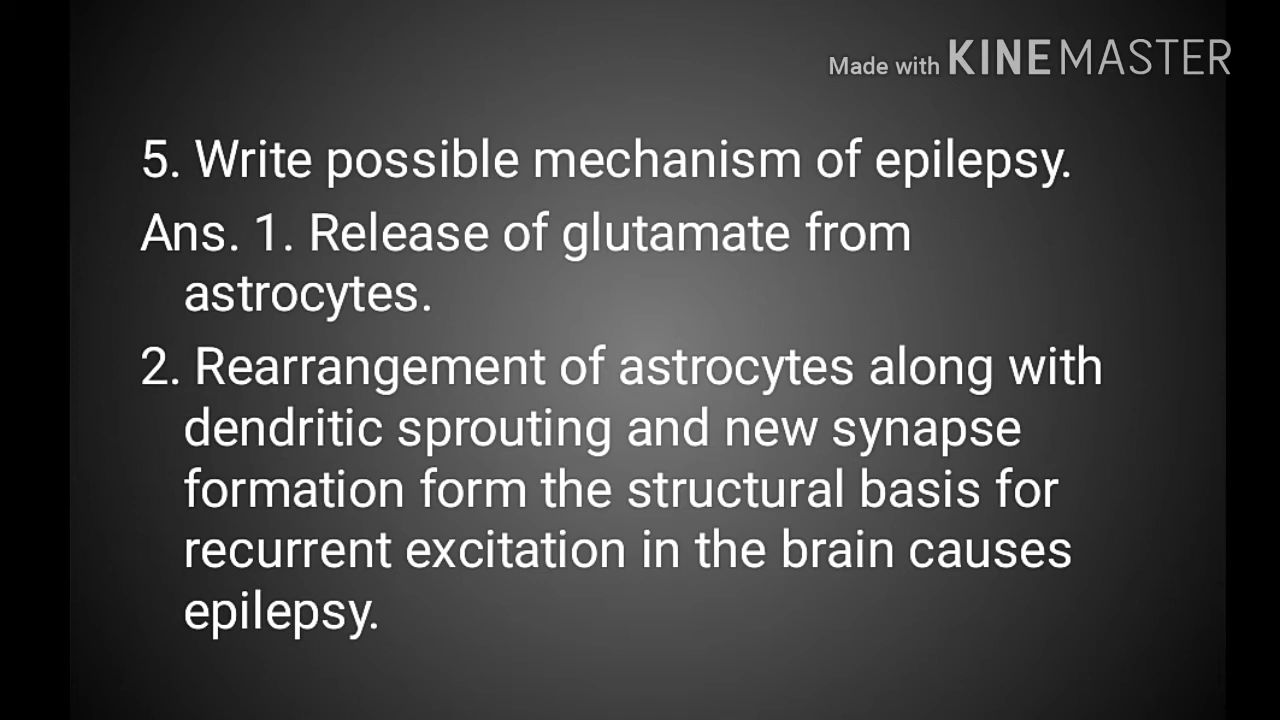 Made with KINEMASTER
5. Write possible mechanism of epilepsy.
Ans. 1. Release of glutamate from
astrocytes.
2. Rearrangement of astrocytes along with
dendritic sprouting and new synapse
formation form the structural basis for
recurrent excitation in the brain causes
epilepsy.